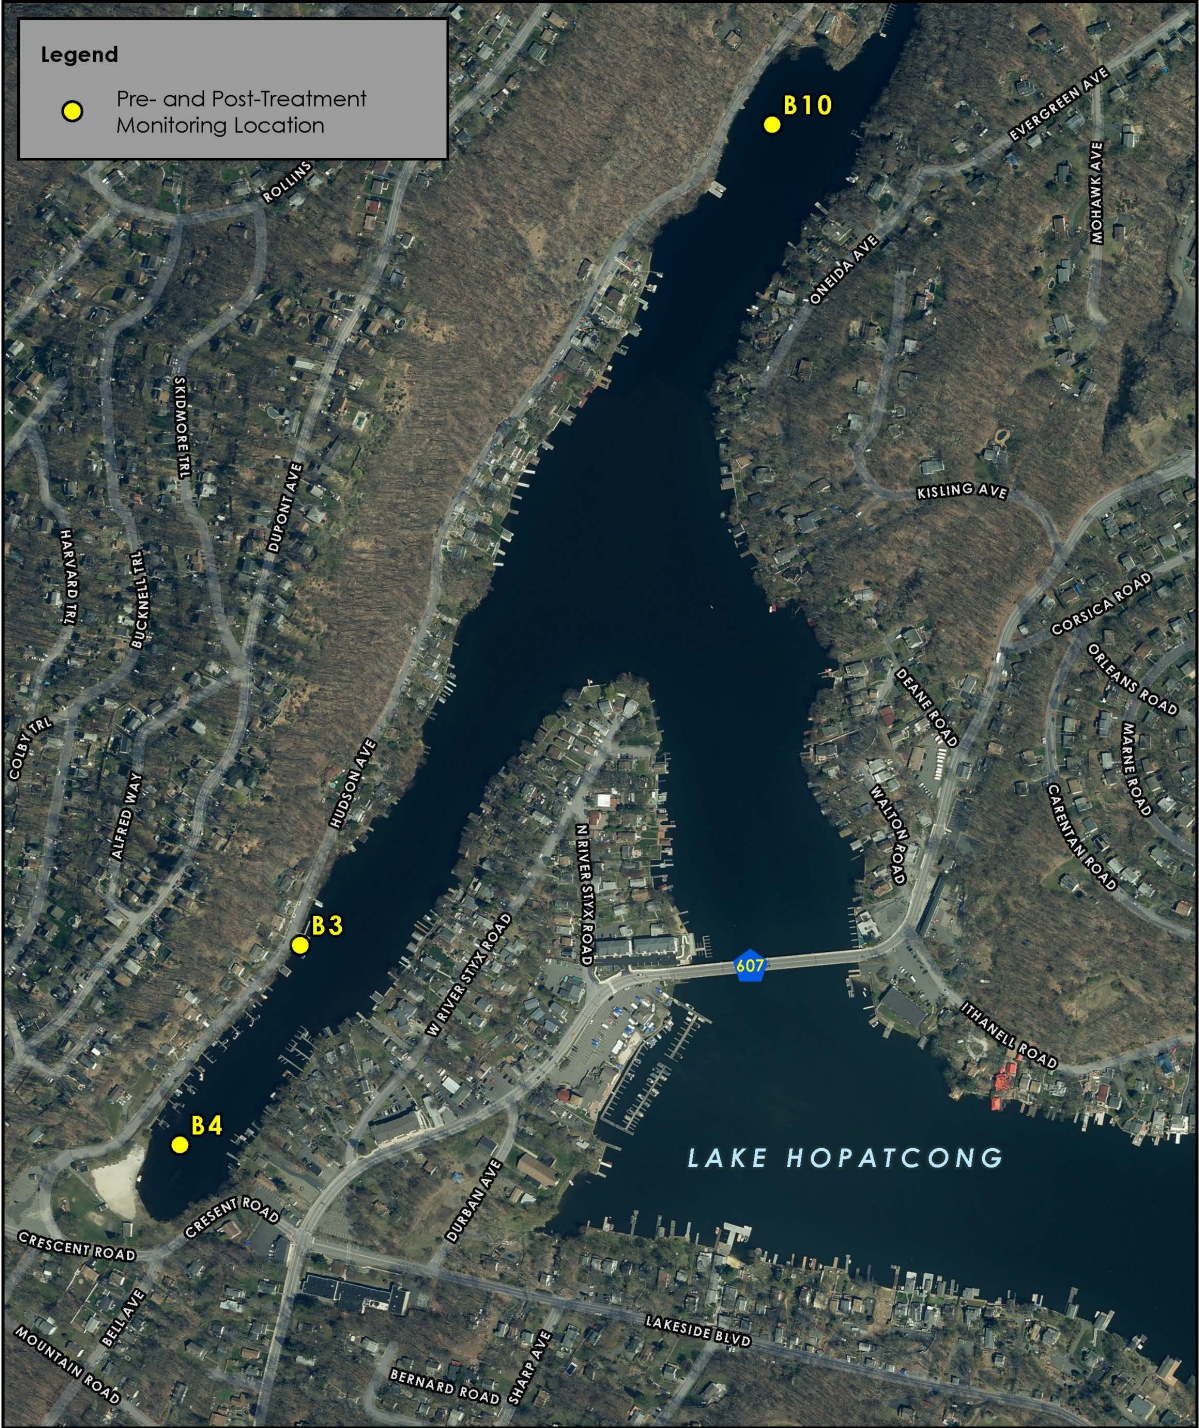 Legend
Pre- and Post-Treatment
Monitoring Location
B10
EVERGREEN AVE
MOHAWK AVE
ROLLINS
ONEIDA AVE
SKIDMORE TRL
DUPONT AVE
KISLING AVE
HARVARD TRL
BUCKNELL TRL
CORSICA ROAD
ORLEANS ROAD
DEANE ROAD
COLBY TRL
MARNE ROAD
HUDSON AVE
ALFRED WAY
WALTON ROAD
CARENTAN ROAD
N RIVER STYX ROAD
B3
W RIVER STYX ROAD
607
ITHANELL ROAD
B4
LAKE HOPATCONG
DURBAN AVE
CRESENT ROAD
CRESCENT ROAD
BELL AVE
LAKESIDE BLVD
MOUNTAIN ROAD
SHARP AVE
BERNARD ROAD